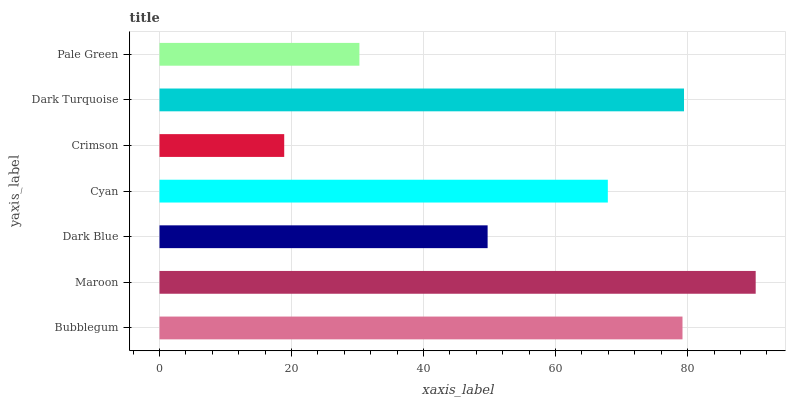 title
Pale Green
Dark Turquoise
Crimson
Cyan
Dark Blue
Maroon
Bubblegum
yaxis_label
0 20 40 60 80
xaxis_label